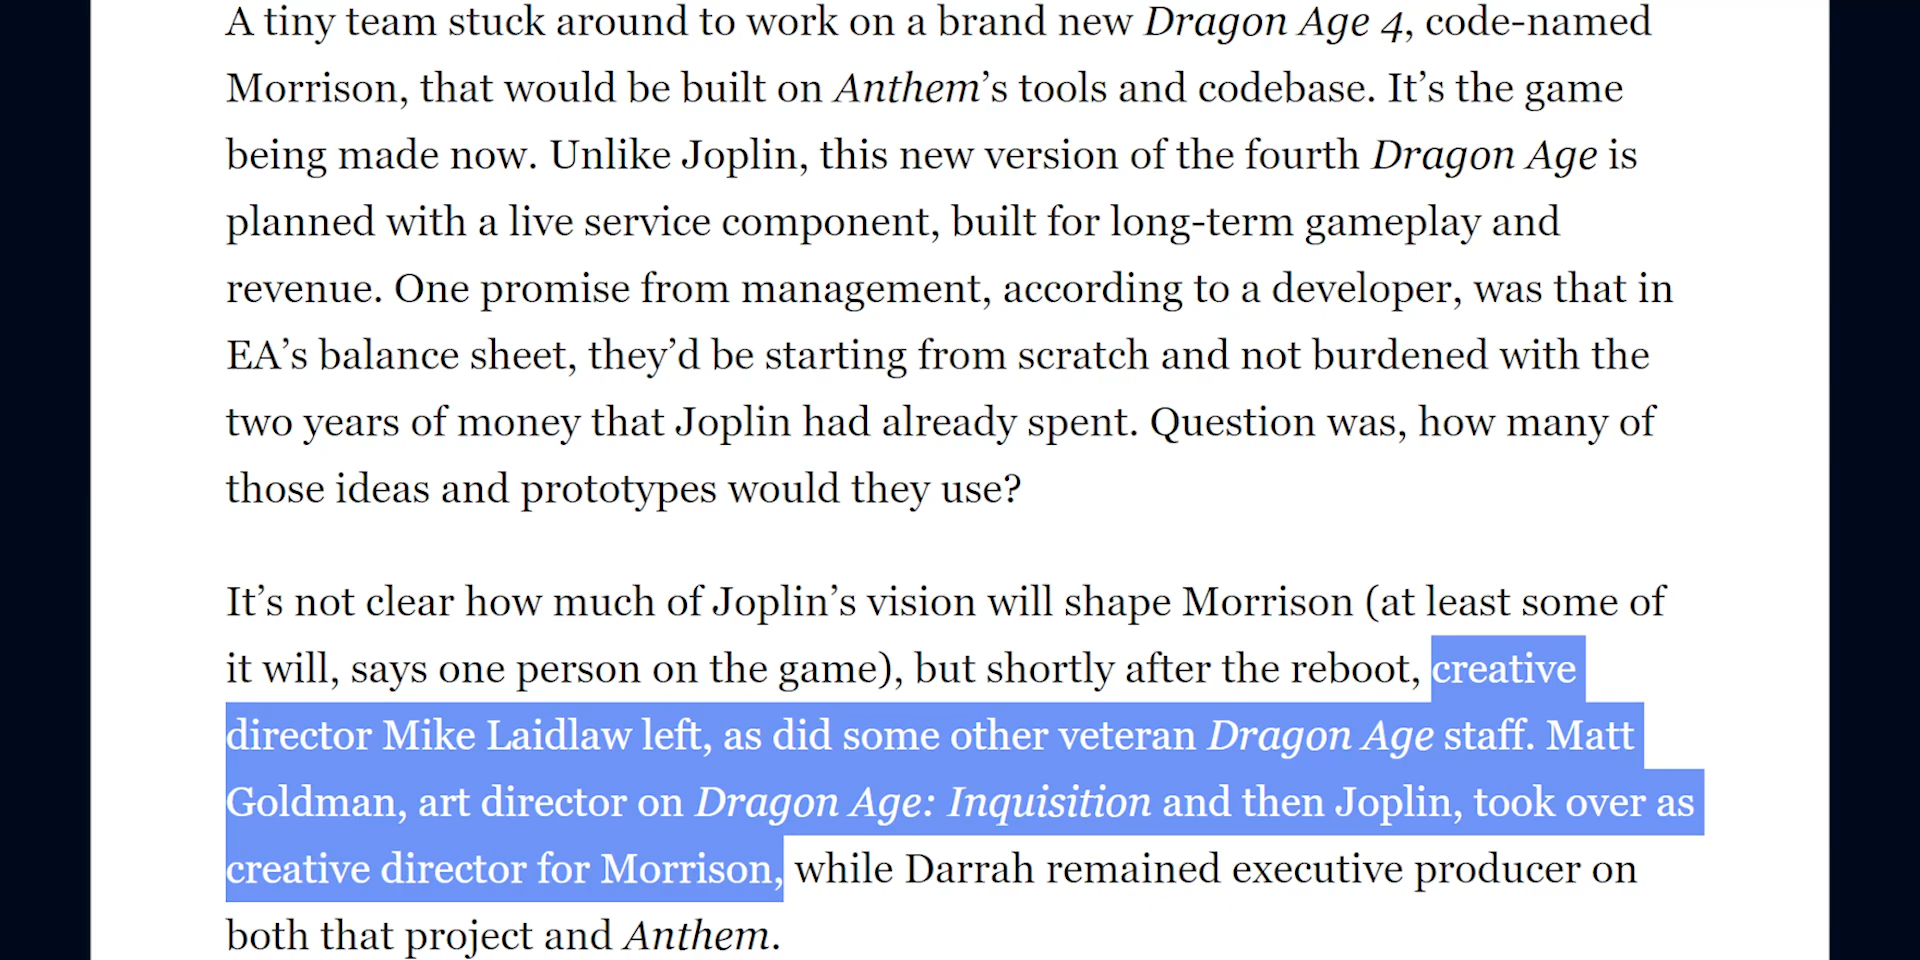 A tiny team stuck around to work on a brand new Dragon Age 4, code-named
Morrison, that would be built on Anthem’s tools and codebase. It’s the game
being made now. Unlike Joplin, this new version of the fourth Dragon Age is
planned with a live service component, built for long-term gameplay and
revenue. One promise from management, according to a developer, was that in
EA’s balance sheet, they’d be starting from scratch and not burdened with the
two years of money that Joplin had already spent. Question was, how many of
those ideas and prototypes would they use?
It’s not clear how much of Joplin’s vision will shape Morrison (at least some of
it will, says one person on the game), but shortly after the reboot, creative
director Mike Laidlaw left, as did some other veteran Dragon Age staff. Matt
Goldman, art director on Dragon Age: Inquisition and then Joplin, took over as
creative director for Morrison, while Darrah remained executive producer on
both that project and Anthem.